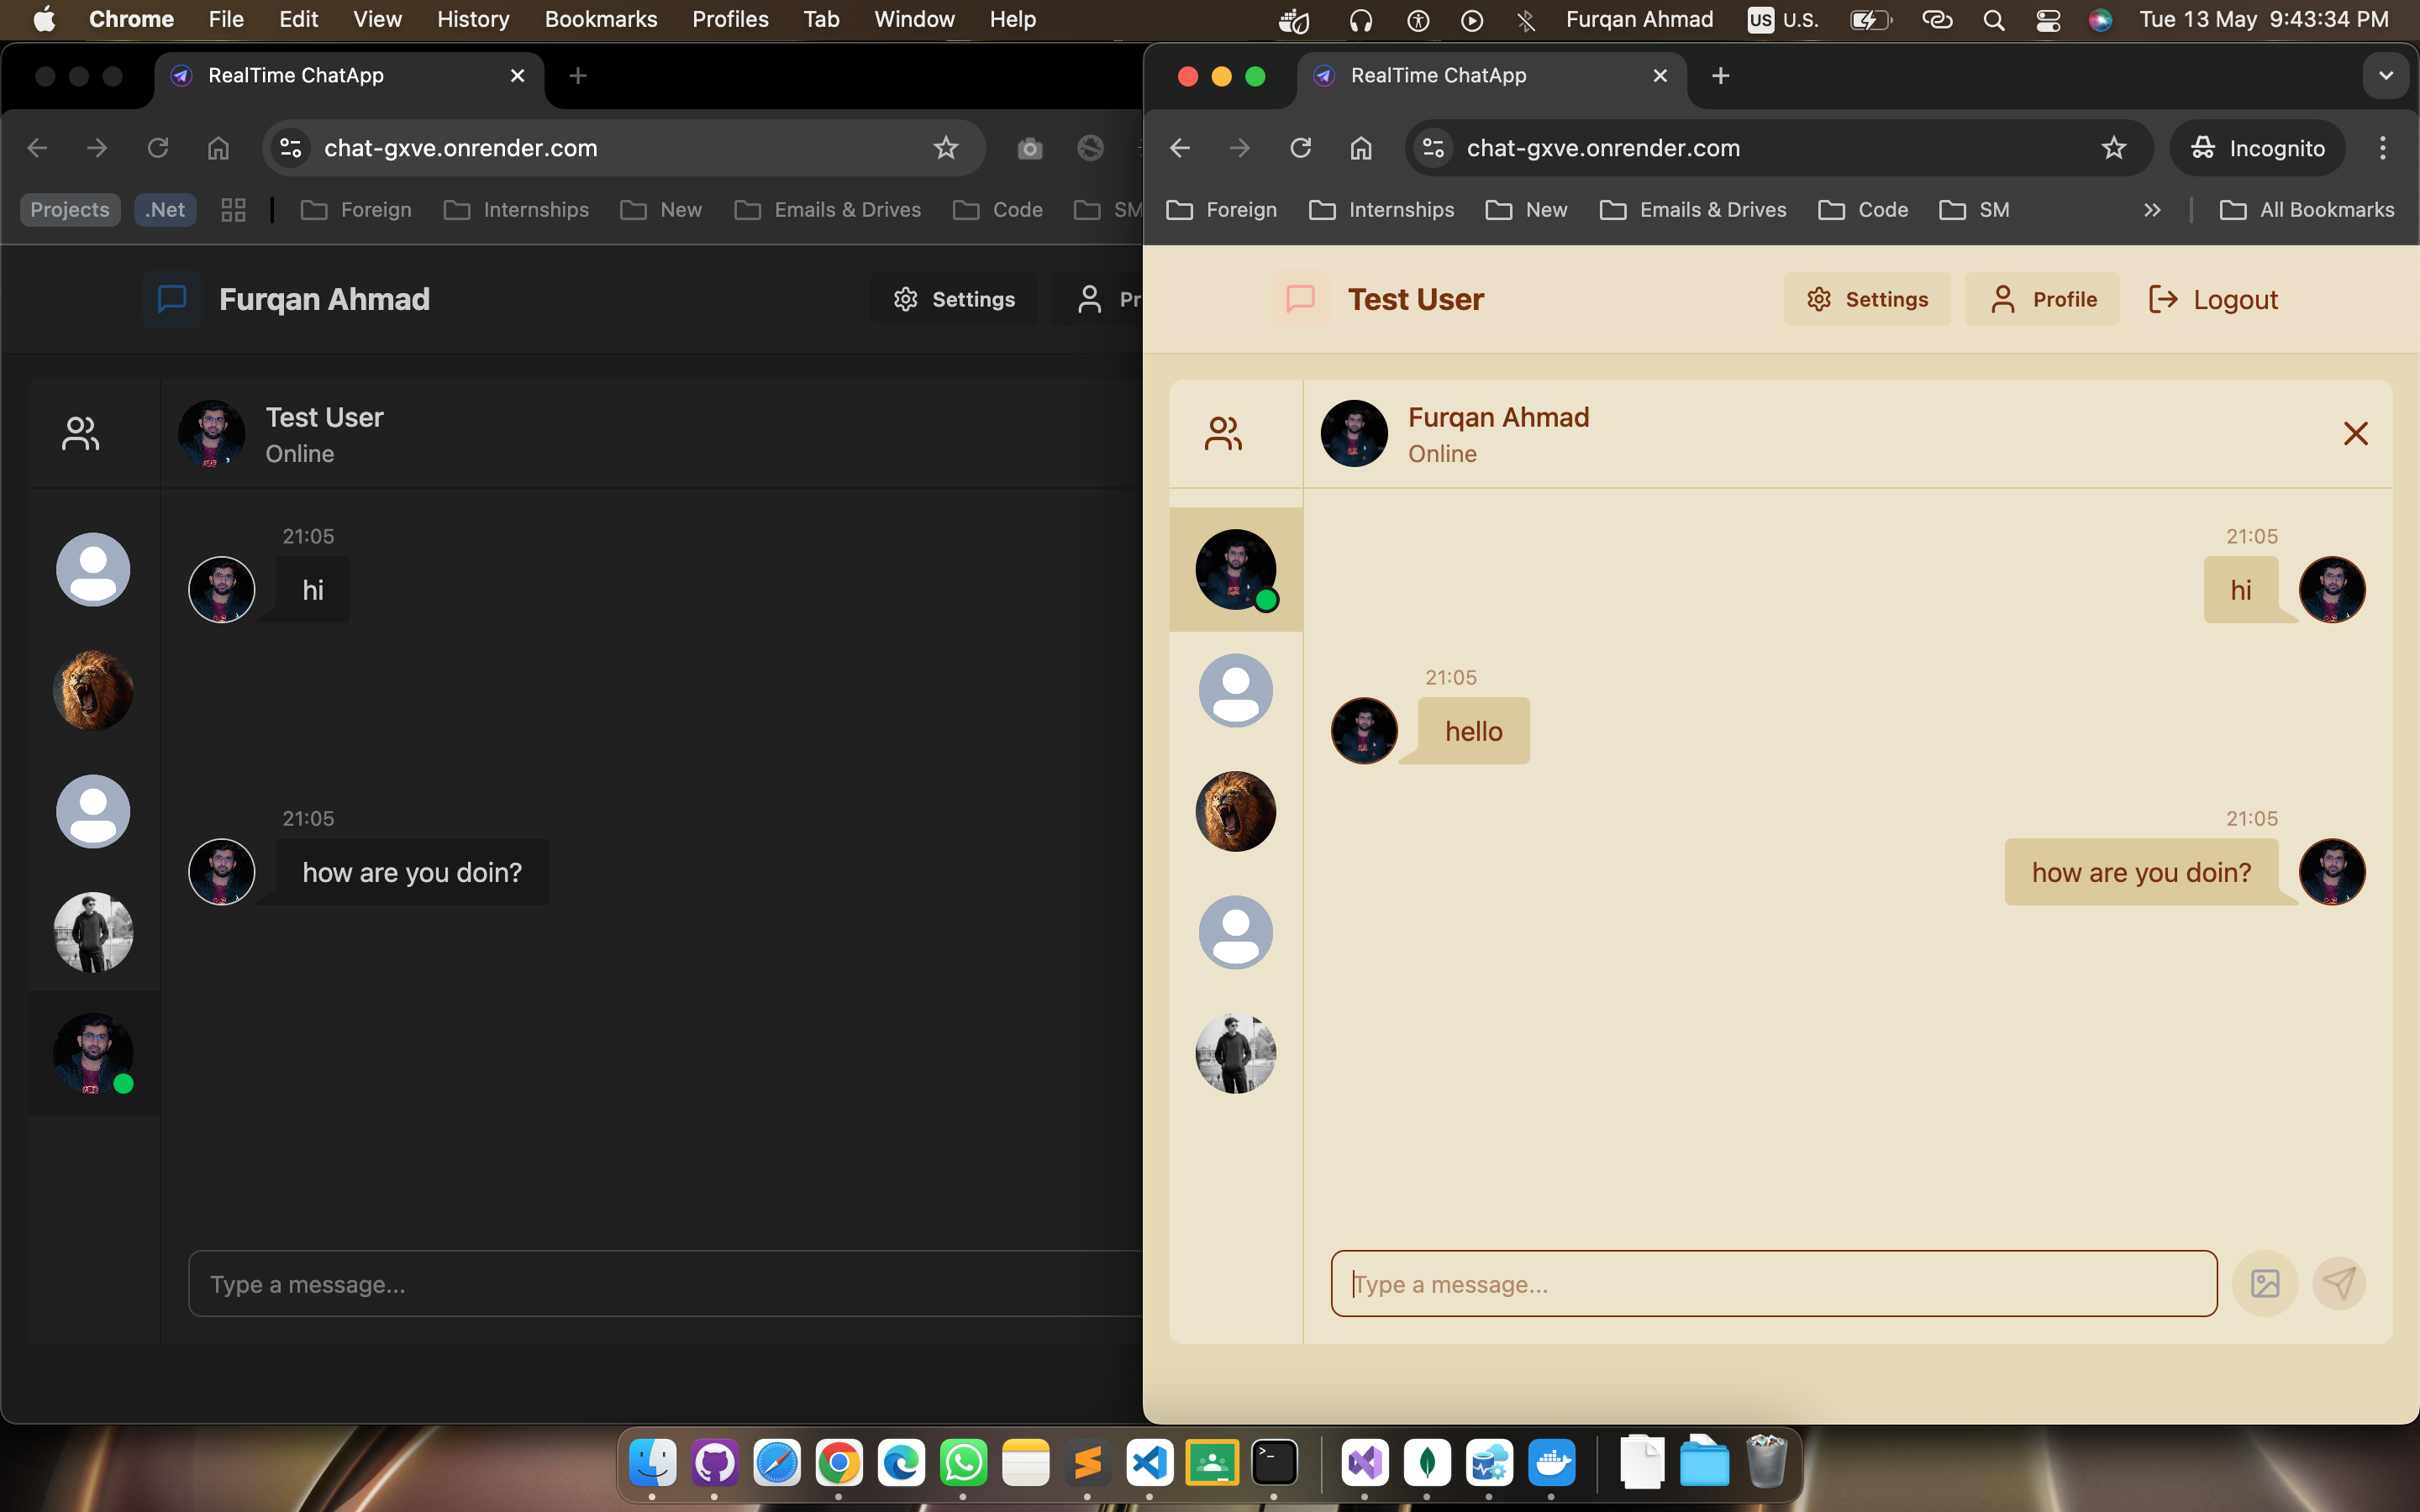 Chrome File Edit View History Bookmarks Profiles Tab Window Help Furqan Ahmad US U.S. Tue 13 May 9:43:34 PM
RealTime ChatApp
chat-gxve.onrender.com
Projects .Net Foreign Internships New Emails & Drives Code SM
Furqan Ahmad Settings Pr
Test User
Online
21:05
hi
21:05
how are you doin?
Type a message...
RealTime ChatApp
chat-gxve.onrender.com Incognito
Foreign Internships New Emails & Drives Code SM All Bookmarks
Test User Settings Profile Logout
Furqan Ahmad
Online
21:05
hi
21:05
hello
21:05
how are you doin?
Type a message...